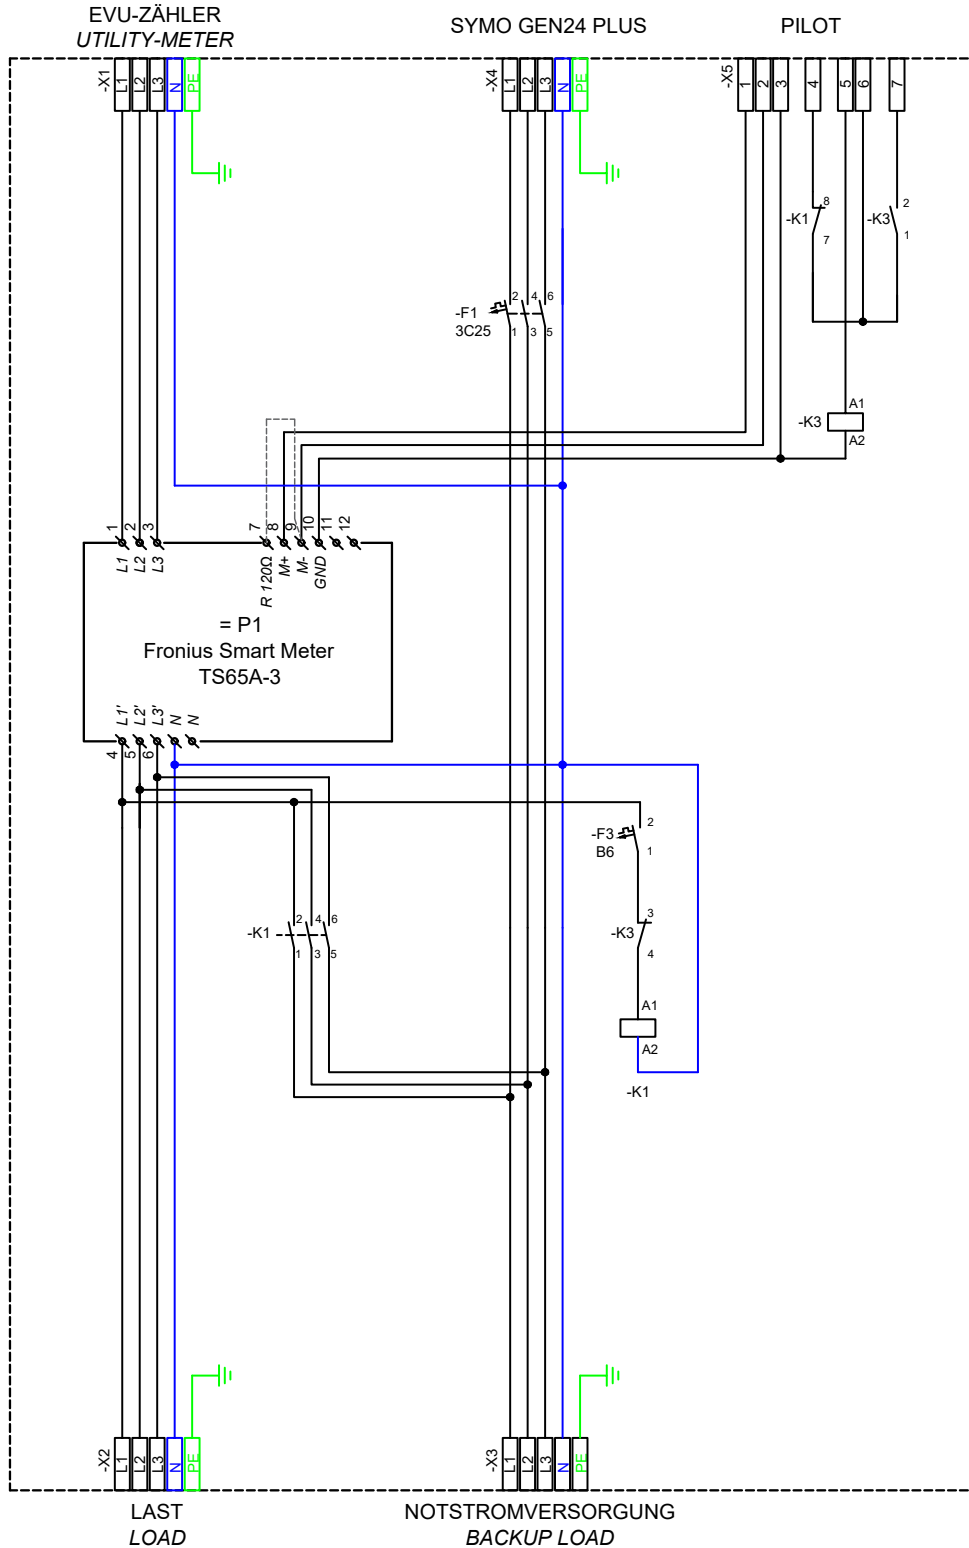 EVU-ZÄHLER
UTILITY-METER
SYMO GEN24 PLUS
PILOT
-X1
L1
L2
L3
N
PE
-X4
L1
L2
L3
N
PE
-X5
1
2
3
4
5
6
7
-K1
8
7
-K3
2
1
-F1
3C25
2
4
6
1
3
5
-K3
A1
A2
1
2
3
7
8
9
10
11
12
L1
L2
L3
R 120Ω
M+
M-
GND
= P1
Fronius Smart Meter
TS65A-3
L1'
L2'
L3'
N
N
4
5
6
-F3
B6
2
1
-K1
2
4
6
1
3
5
-K3
3
4
A1
A2
-K1
-X2
L1
L2
L3
N
PE
-X3
L1
L2
L3
N
PE
LAST
LOAD
NOTSTROMVERSORGUNG
BACKUP LOAD